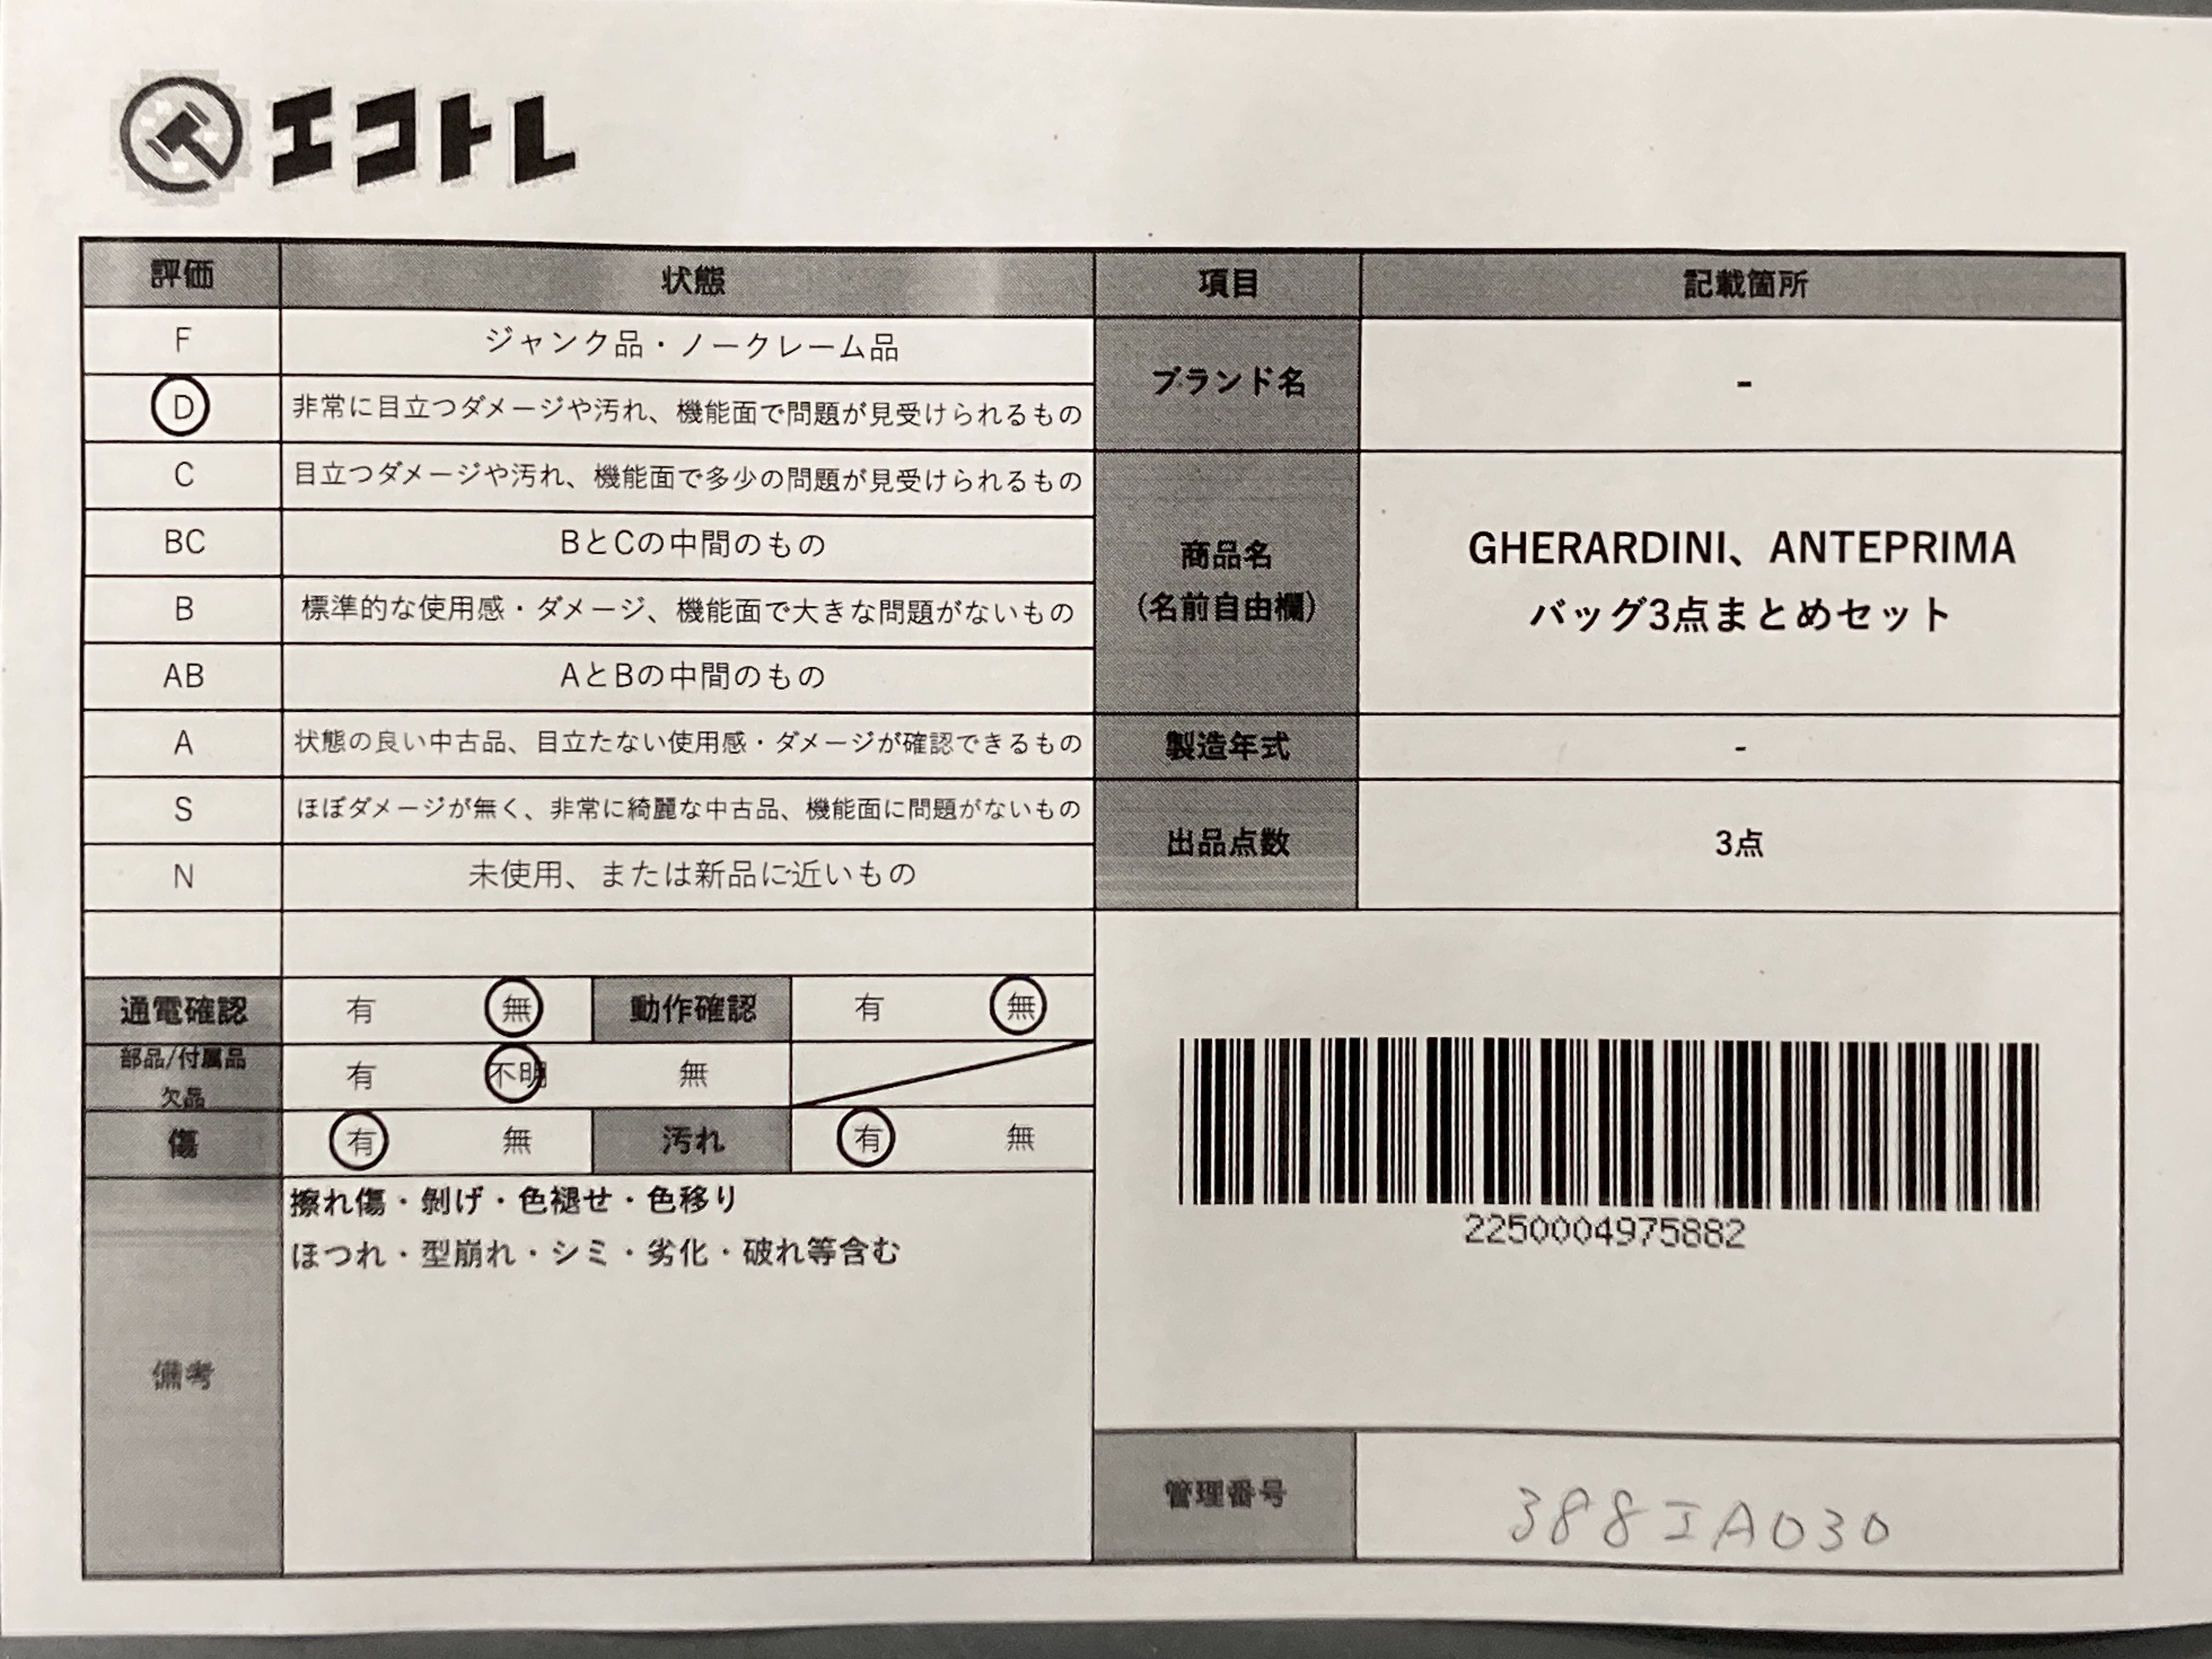 エコトレ
評価 状態 項目 記載箇所
F ジャンク品・ノークレーム品
D 非常に目立つダメージや汚れ、機能面で問題が見受けられるもの
C 目立つダメージや汚れ、機能面で多少の問題が見受けられるもの
BC BとCの中間のもの
B 標準的な使用感・ダメージ、機能面で大きな問題がないもの
AB AとBの中間のもの
A 状態の良い中古品、目立たない使用感・ダメージが確認できるもの
S ほぼダメージが無く、非常に綺麗な中古品、機能面に問題がないもの
N 未使用、または新品に近いもの
ブランド名 -
商品名
(名前自由欄)
GHERARDINI、ANTEPRIMA
バッグ3点まとめセット
製造年式 -
出品点数 3点
通電確認 有 無 動作確認 有 無
部品/付属品
欠品
有 不明 無
傷 有 無 汚れ 有 無
備考
擦れ傷・剝げ・色褪せ・色移り
ほつれ・型崩れ・シミ・劣化・破れ等含む
2250004975882
管理番号 388IA030